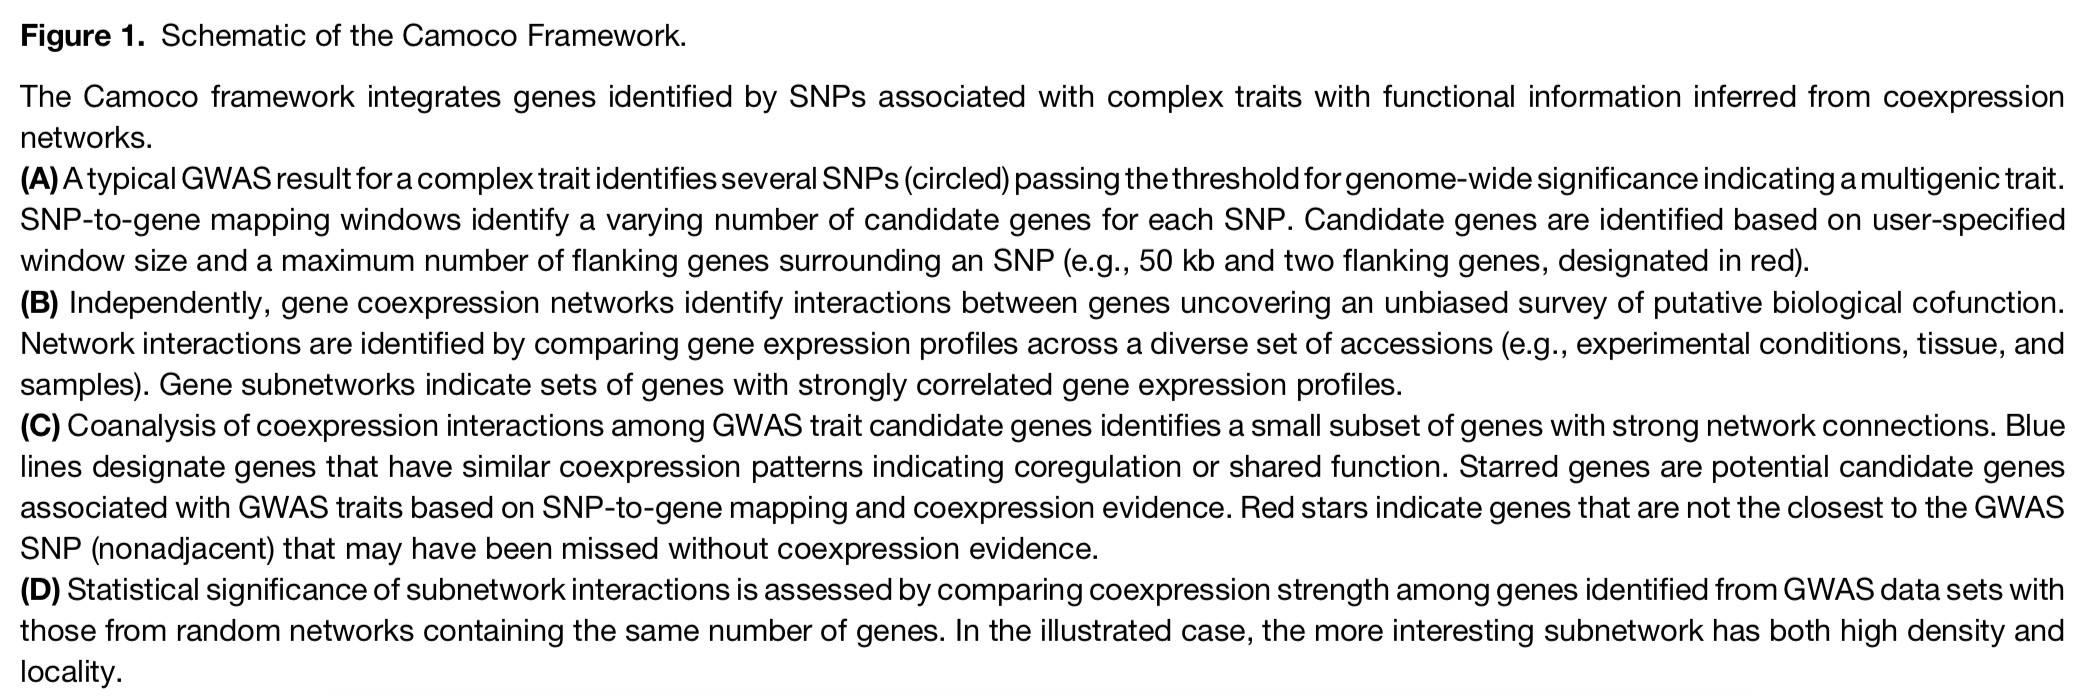 Figure 1. Schematic of the Camoco Framework.
The Camoco framework integrates genes identified by SNPs associated with complex traits with functional information inferred from coexpression
networks.
(A) A typical GWAS result for a complex trait identifies several SNPs (circled) passing the threshold for genome-wide significance indicating a multigenic trait.
SNP-to-gene mapping windows identify a varying number of candidate genes for each SNP. Candidate genes are identified based on user-specified
window size and a maximum number of flanking genes surrounding an SNP (e.g., 50 kb and two flanking genes, designated in red).
(B) Independently, gene coexpression networks identify interactions between genes uncovering an unbiased survey of putative biological cofunction.
Network interactions are identified by comparing gene expression profiles across a diverse set of accessions (e.g., experimental conditions, tissue, and
samples). Gene subnetworks indicate sets of genes with strongly correlated gene expression profiles.
(C) Coanalysis of coexpression interactions among GWAS trait candidate genes identifies a small subset of genes with strong network connections. Blue
lines designate genes that have similar coexpression patterns indicating coregulation or shared function. Starred genes are potential candidate genes
associated with GWAS traits based on SNP-to-gene mapping and coexpression evidence. Red stars indicate genes that are not the closest to the GWAS
SNP (nonadjacent) that may have been missed without coexpression evidence.
(D) Statistical significance of subnetwork interactions is assessed by comparing coexpression strength among genes identified from GWAS data sets with
those from random networks containing the same number of genes. In the illustrated case, the more interesting subnetwork has both high density and
locality.